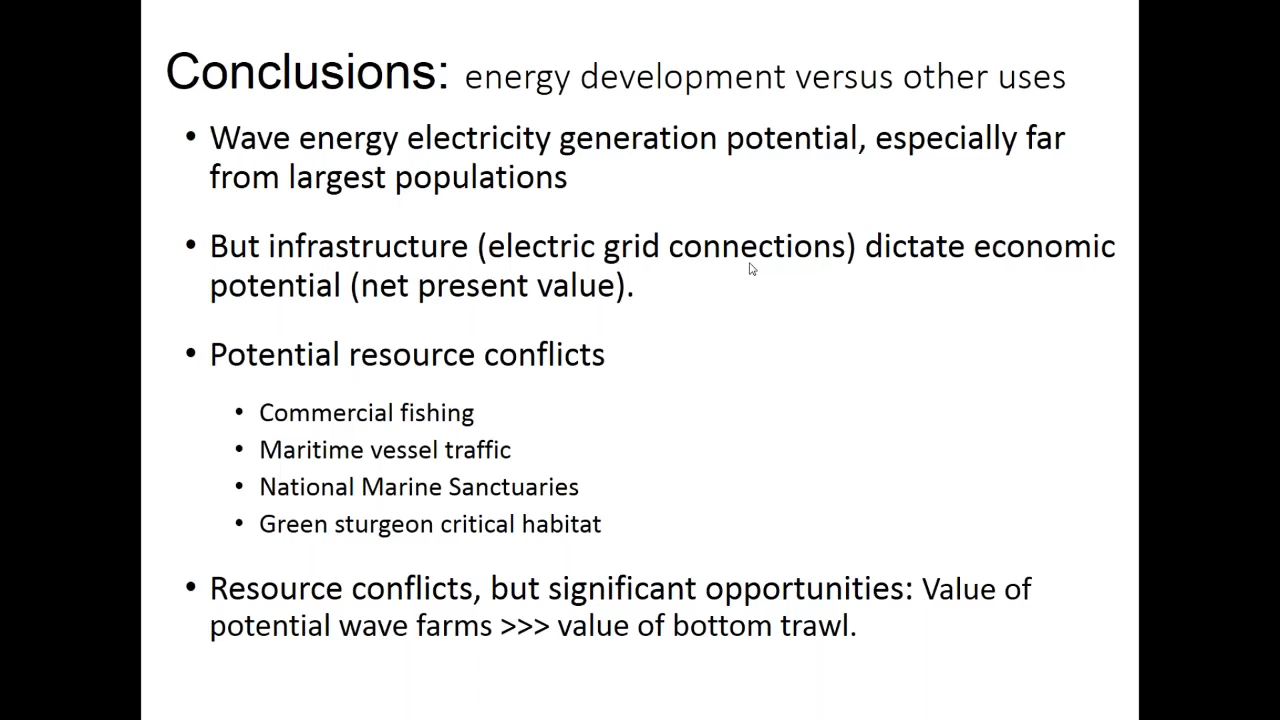 Conclusions: energy development versus other uses
• Wave energy electricity generation potential, especially far
from largest populations
• But infrastructure (electric grid connections) dictate economic
potential (net present value).
• Potential resource conflicts
• Commercial fishing
• Maritime vessel traffic
• National Marine Sanctuaries
• Green sturgeon critical habitat
• Resource conflicts, but significant opportunities: Value of
potential wave farms >>> value of bottom trawl.